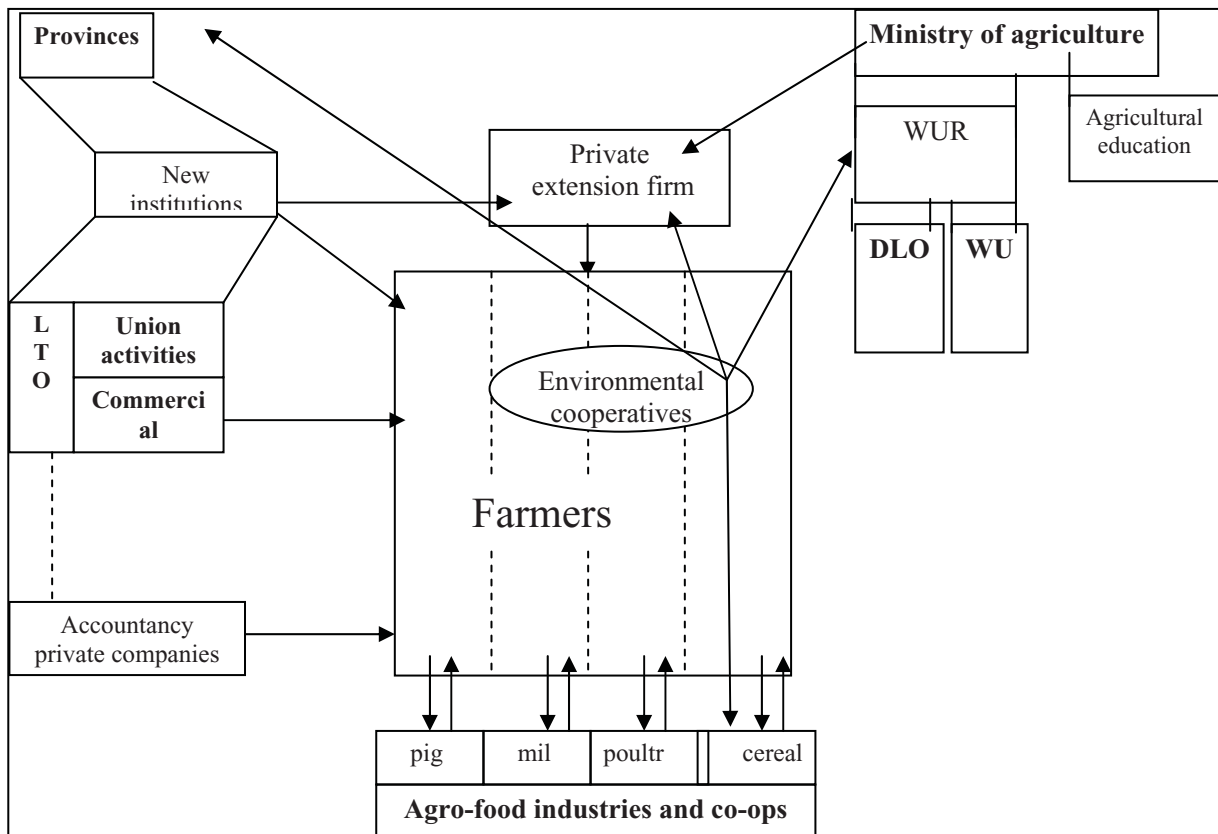 Provinces
Ministry of agriculture
Agricultural
education
WUR
Private
extension firm
New
institutions
DLO
WU
L
T
O
Union
activities
Commerci
al
Environmental
cooperatives
Farmers
Accountancy
private companies
pig
mil
poultr
cereal
Agro-food industries and co-ops